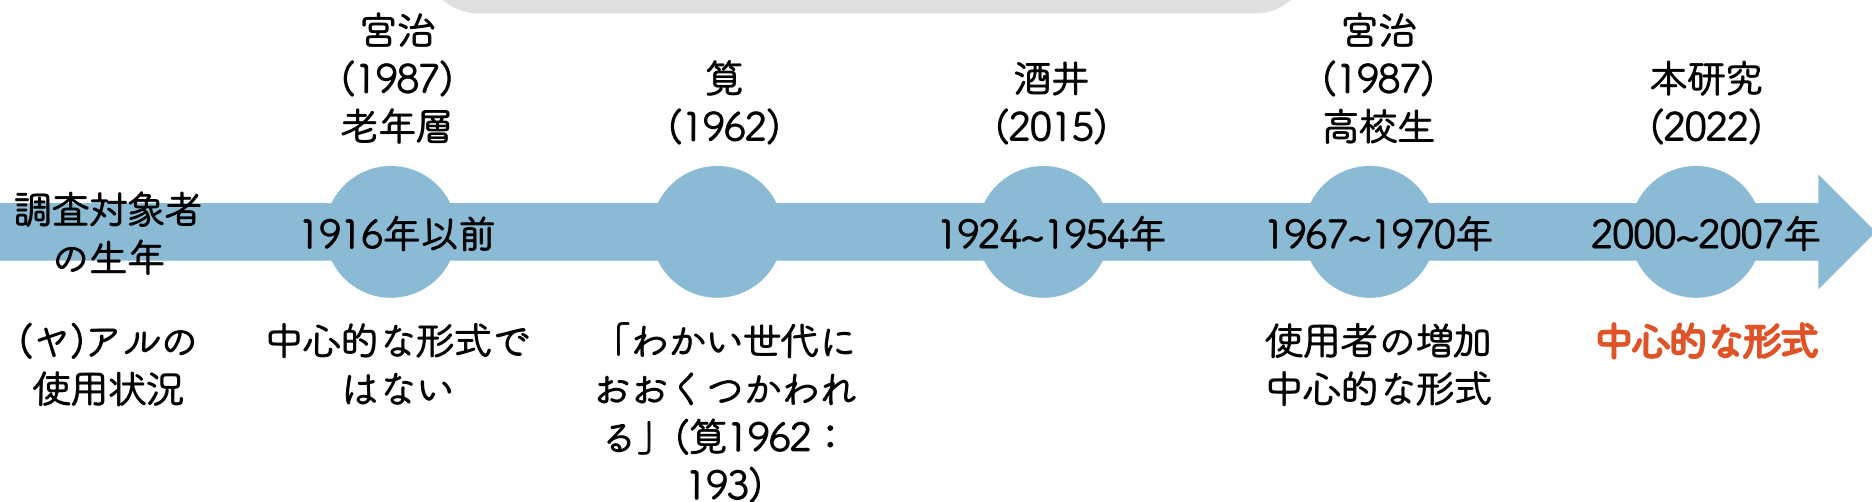 宮治
(1987)
老年層
筧
(1962)
酒井
(2015)
宮治
(1987)
高校生
本研究
(2022)
調査対象者
の生年
1916年以前
1924~1954年
1967~1970年
2000~2007年
(ヤ)アルの
使用状況
中心的な形式で
はない
「わかい世代に
おおくつかわれ
る」(筧1962：
193)
使用者の増加
中心的な形式
中心的な形式